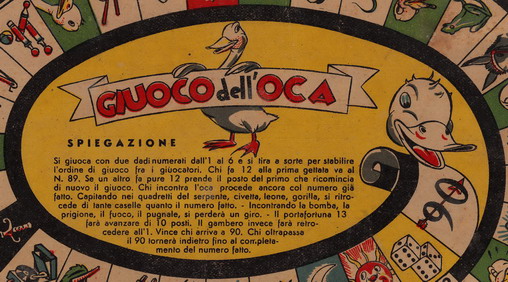 GIUOCO dell'OCA
SPIEGAZIONE
Si giuoca con due dadi numerati dall'1 al 6 e si tira a sorte per stabilire
l'ordine di giuoco fra i giuocatori. Chi fa 12 alla prima gettata va al
N. 89. Se un altro fa pure 12 prende il posto del primo che ricomincia
di nuovo il giuoco. Chi incontra l'oca procede ancora col numero già
fatto. Capitando nei quadretti del serpente, civetta, leone, gorilla, si ritro-
cede di tante caselle quanto il numero fatto. - Incontrando la bomba, la
prigione, il fuoco, il pugnale, si perderà un giro. - Il portafortuna 13
farà avanzare di 10 posti. Il gambero invece farà retro-
cedere all'1. Vince chi arriva a 90. Chi oltrapassa
il 90 tornerà indietro fino al completa-
mento del numero fatto.
90